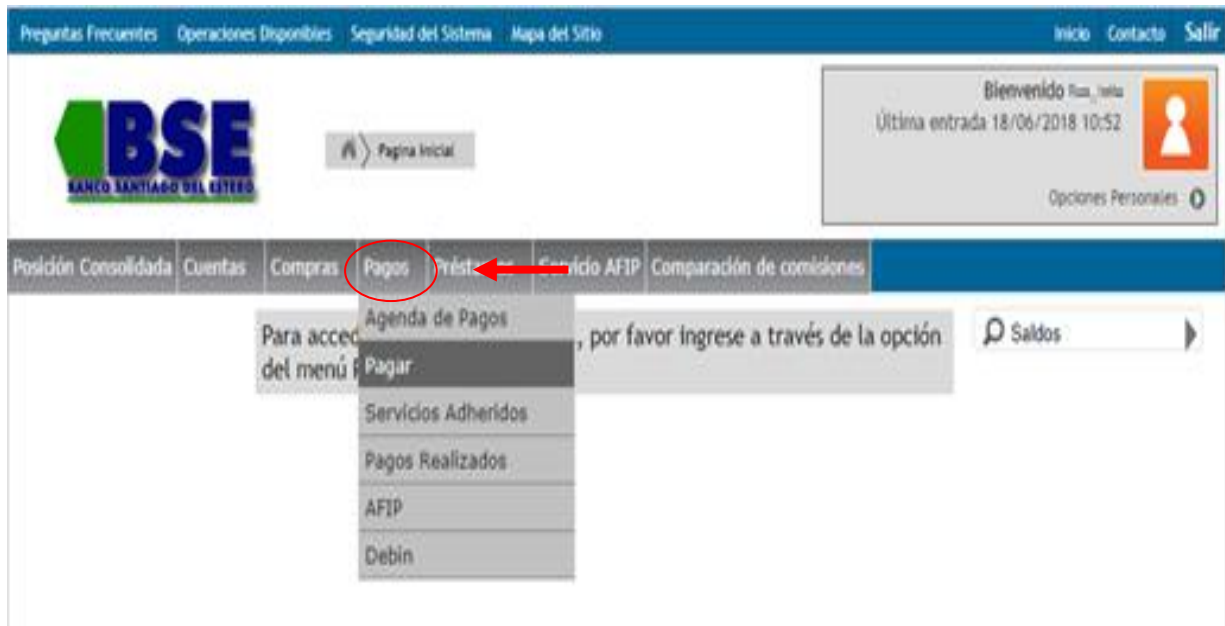 Preguntas Frecuentes Operaciones Disponibles Seguridad del Sistema Mapa del Sitio Inicio Contacto Salir
BSE
BANCO SANTIAGO DEL ESTERO
Pagina Inicial
Bienvenido
Última entrada 18/06/2018 10:52
Opciones Personales
Posición Consolidada Cuentas Compras Pagos Servicio AFIP Comparación de comisiones
Agenda de Pagos
Pagar
Servicios Adheridos
Pagos Realizados
AFIP
Debin
Para , por favor ingrese a través de la opción
del menú
Saldos